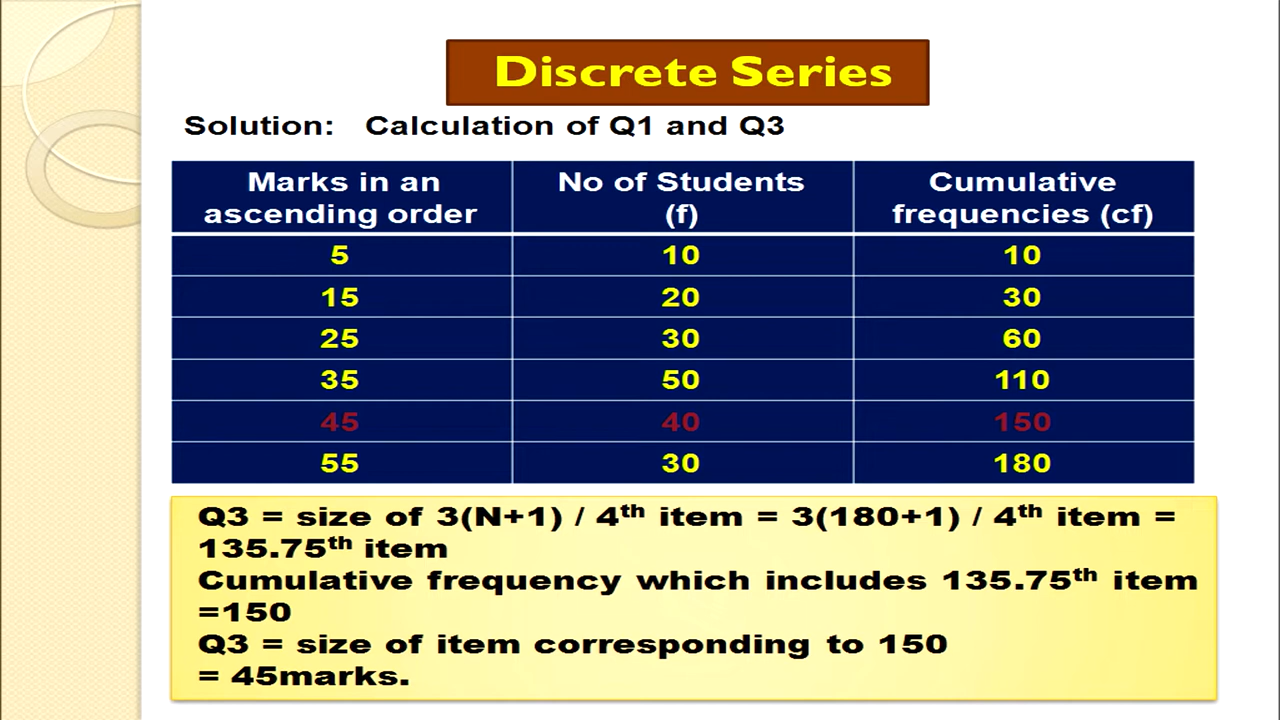 Discrete Series
Solution: Calculation of Q1 and Q3
Marks in an ascending order No of Students (f) Cumulative frequencies (cf)
5 10 10
15 20 30
25 30 60
35 50 110
45 40 150
55 30 180
Q3 = size of 3(N+1) / 4th item = 3(180+1) / 4th item =
135.75th item
Cumulative frequency which includes 135.75th item
=150
Q3 = size of item corresponding to 150
= 45marks.